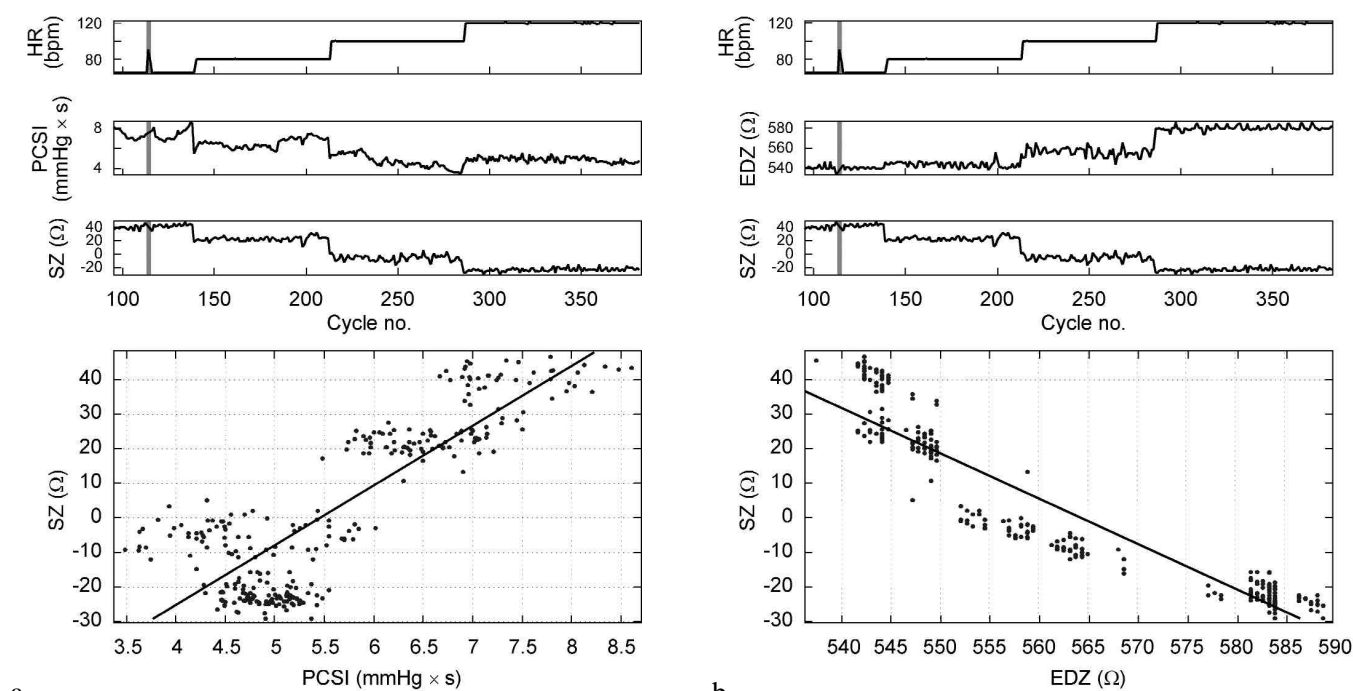 HR
(bpm)
120
80
PCSI
(mmHg × s)
8
4
SZ (Ω)
40
20
0
-20
100 150 200 250 300 350
Cycle no.
SZ (Ω)
40
30
20
10
0
-10
-20
-30
3.5 4 4.5 5 5.5 6 6.5 7 7.5 8 8.5
PCSI (mmHg × s)
HR
(bpm)
120
80
EDZ (Ω)
580
560
540
SZ (Ω)
40
20
0
-20
100 150 200 250 300 350
Cycle no.
SZ (Ω)
40
30
20
10
0
-10
-20
-30
540 545 550 555 560 565 570 575 580 585 590
EDZ (Ω)